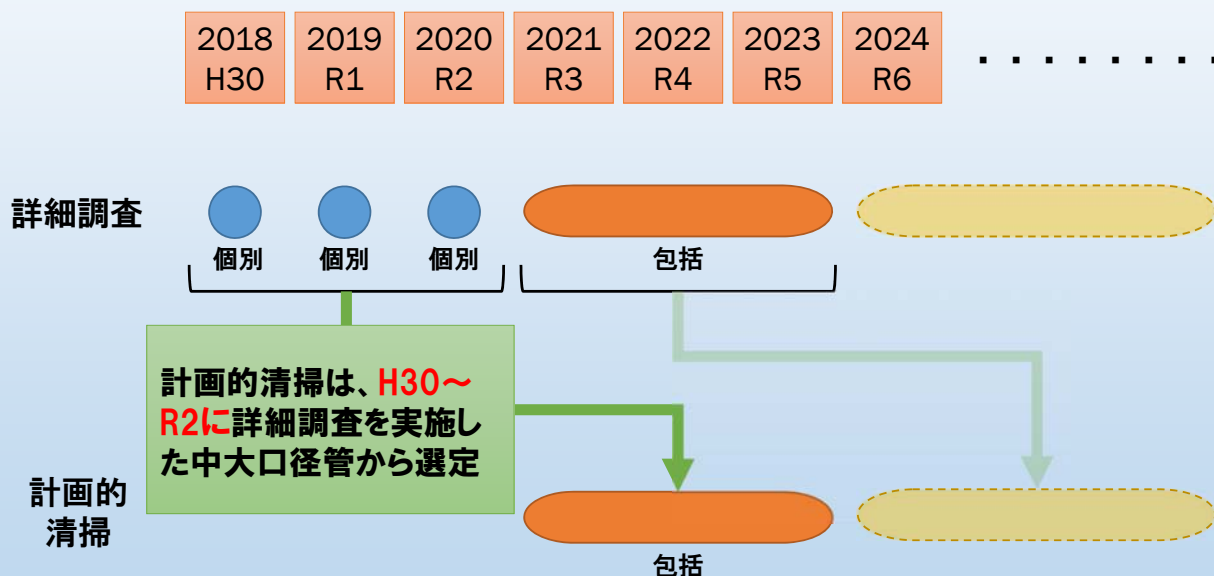 2018 2019 2020 2021 2022 2023 2024
H30 R1 R2 R3 R4 R5 R6
・・・・・・・・
詳細調査
個別 個別 個別 包括
計画的清掃は、H30～
R2に詳細調査を実施し
た中大口径管から選定
計画的
清掃
包括